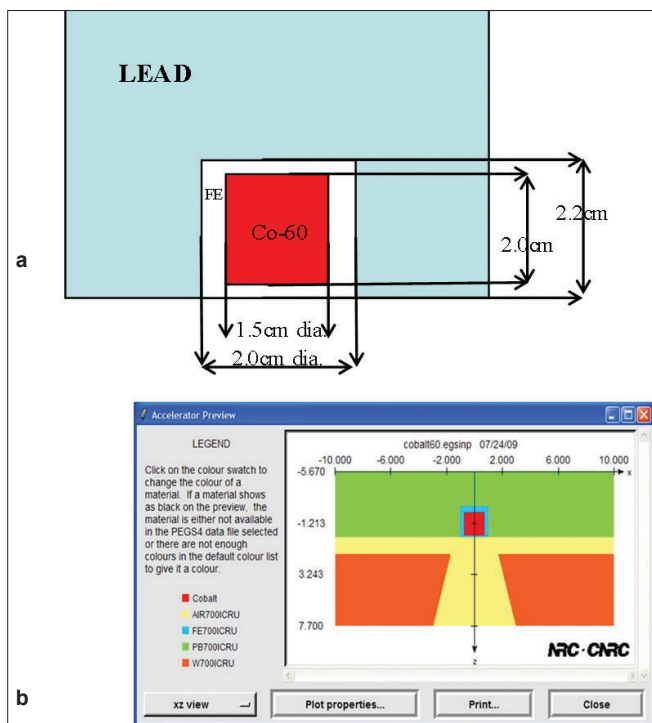 LEAD
FE
Co-60
2.2cm
2.0cm
1.5cm dia.
2.0cm dia.
a
Accelerator Preview
LEGEND
Click on the colour swatch to
change the colour of a
material. If a material shows
as black on the preview, the
material is either not available
in the PEGS4 data file selected
or there are not enough
colours in the default colour list
to give it a colour.
Cobalt
AIR700ICRU
FE700ICRU
PB700ICRU
W700ICRU
cobalt60.egsinp 07/24/09
-10.000 -6.000 -2.000 2.000 6.000 10.000
x
-5.670
-1.213
3.243
7.700
z
NRC·CNRC
xz view
Plot properties...
Print...
Close
b